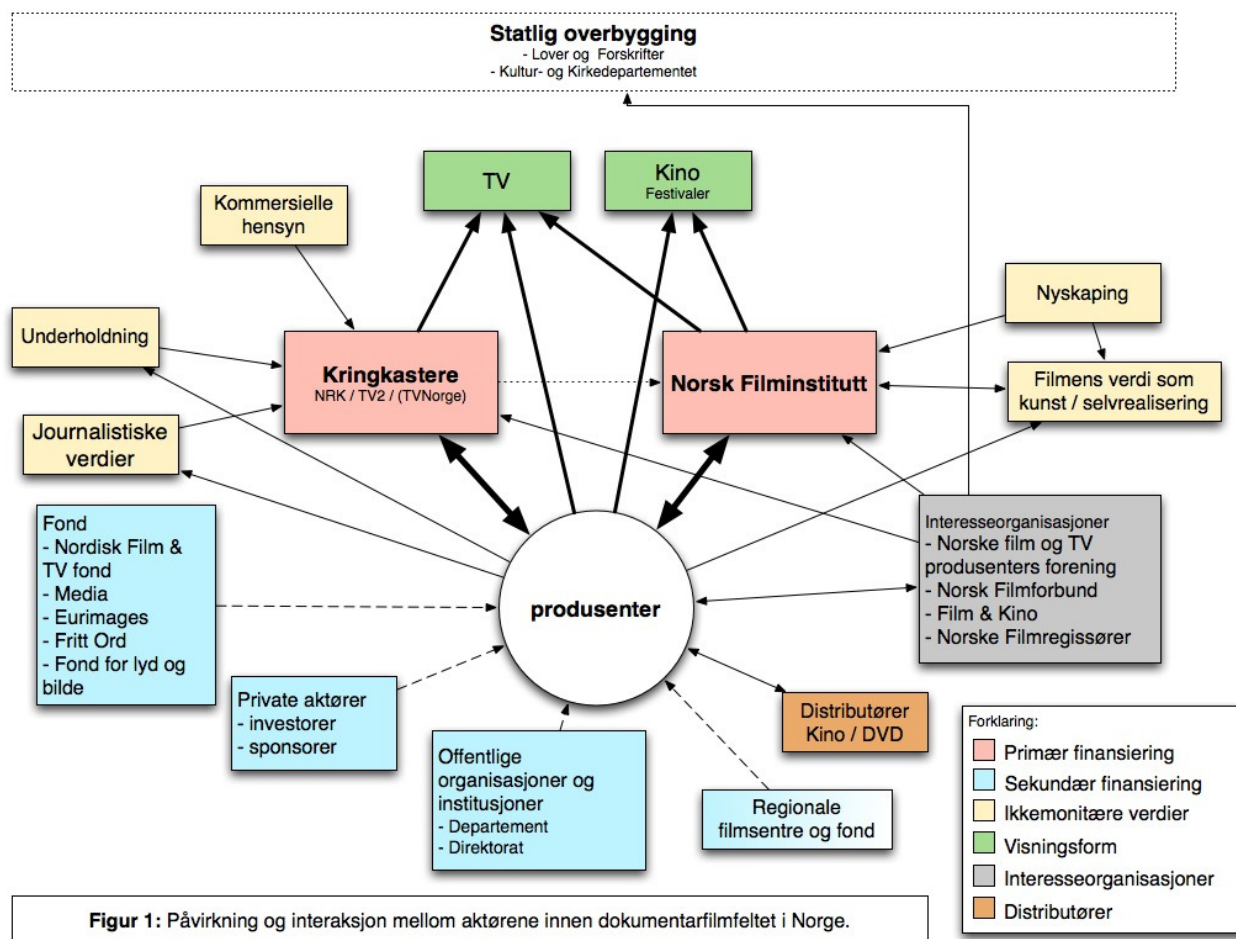 Statlig overbygging
- Lover og Forskrifter
- Kultur- og Kirkedepartementet
TV
Kino
Festivaler
Kommersielle
hensyn
Nyskaping
Underholdning
Kringkastere
NRK / TV2 / (TVNorge)
Norsk Filminstitutt
Filmens verdi som
kunst / selvrealisering
Journalistiske
verdier
Fond
- Nordisk Film &
TV fond
- Media
- Eurimages
- Fritt Ord
- Fond for lyd og
bilde
produsenter
Interesseorganisasjoner
- Norske film og TV
produsenters forening
- Norsk Filmforbund
- Film & Kino
- Norske Filmregissører
Private aktører
- investorer
- sponsorer
Offentlige
organisasjoner og
institusjoner
- Departement
- Direktorat
Distributører
Kino / DVD
Regionale
filmsentre og fond
Forklaring:
Primær finansiering
Sekundær finansiering
Ikkemonitære verdier
Visningsform
Interesseorganisasjoner
Distributører
Figur 1: Påvirkning og interaksjon mellom aktørene innen dokumentarfilmfeltet i Norge.